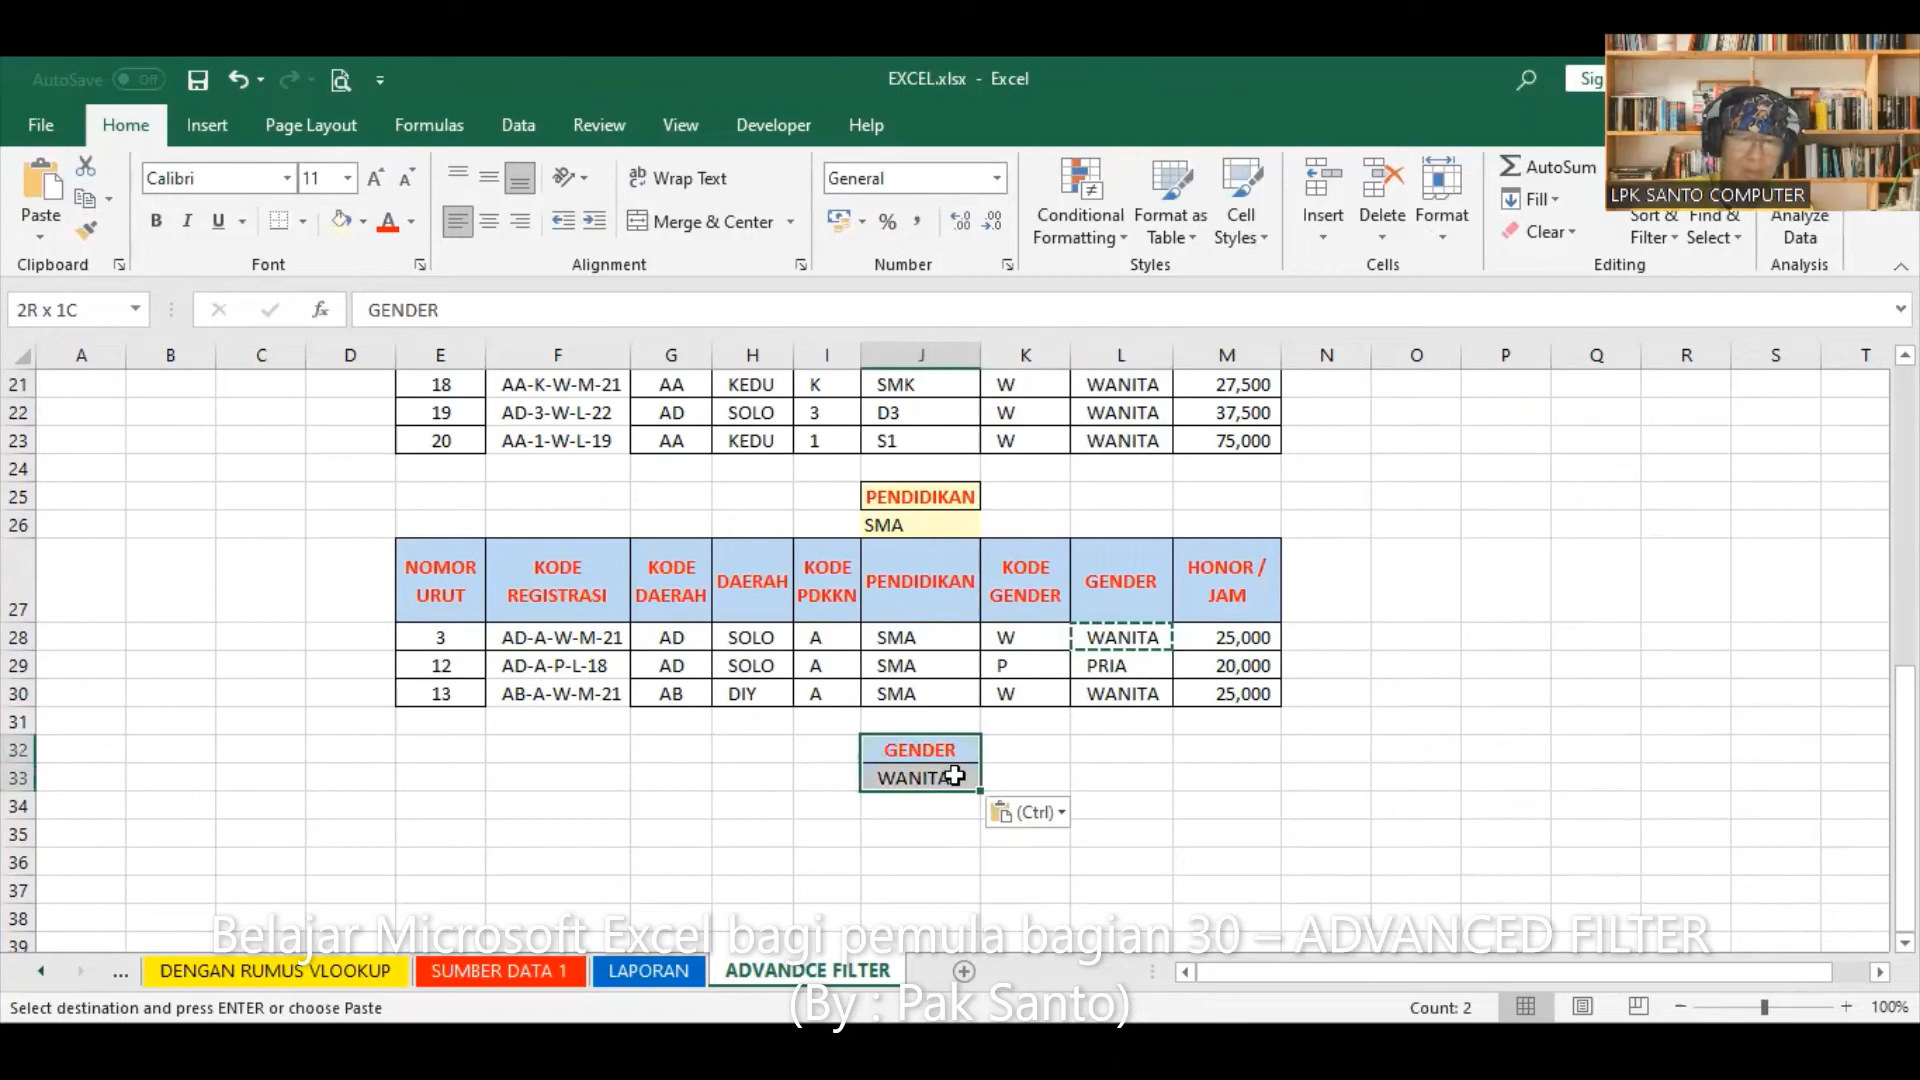 AutoSave Off
EXCEL.xlsx - Excel
Sig
LPK SANTO COMPUTER
File Home Insert Page Layout Formulas Data Review View Developer Help
Paste
Clipboard
Calibri 11
B I U
Font
Wrap Text
Merge & Center
Alignment
General
%
Number
Conditional Formatting
Format as Table
Cell Styles
Styles
Insert
Delete
Format
Cells
AutoSum
Fill
Clear
Sort & Filter
Find & Select
Editing
Analyze Data
Analysis
2R x 1C fx GENDER
A B C D E F G H I J K L M N O P Q R S T
21 18 AA-K-W-M-21 AA KEDU K SMK W WANITA 27,500
22 19 AD-3-W-L-22 AD SOLO 3 D3 W WANITA 37,500
23 20 AA-1-W-L-19 AA KEDU 1 S1 W WANITA 75,000
24
25 PENDIDIKAN
26 SMA
27 NOMOR URUT KODE REGISTRASI KODE DAERAH DAERAH KODE PDKKN PENDIDIKAN KODE GENDER GENDER HONOR / JAM
28 3 AD-A-W-M-21 AD SOLO A SMA W WANITA 25,000
29 12 AD-A-P-L-18 AD SOLO A SMA P PRIA 20,000
30 13 AB-A-W-M-21 AB DIY A SMA W WANITA 25,000
31
32 GENDER
33 WANITA
(Ctrl)
34
35
36
37
38
39
Belajar Microsoft Excel bagi pemula bagian 30 – ADVANCED FILTER
... DENGAN RUMUS VLOOKUP SUMBER DATA 1 LAPORAN ADVANDCE FILTER
(By : Pak Santo)
Select destination and press ENTER or choose Paste
Count: 2
100%